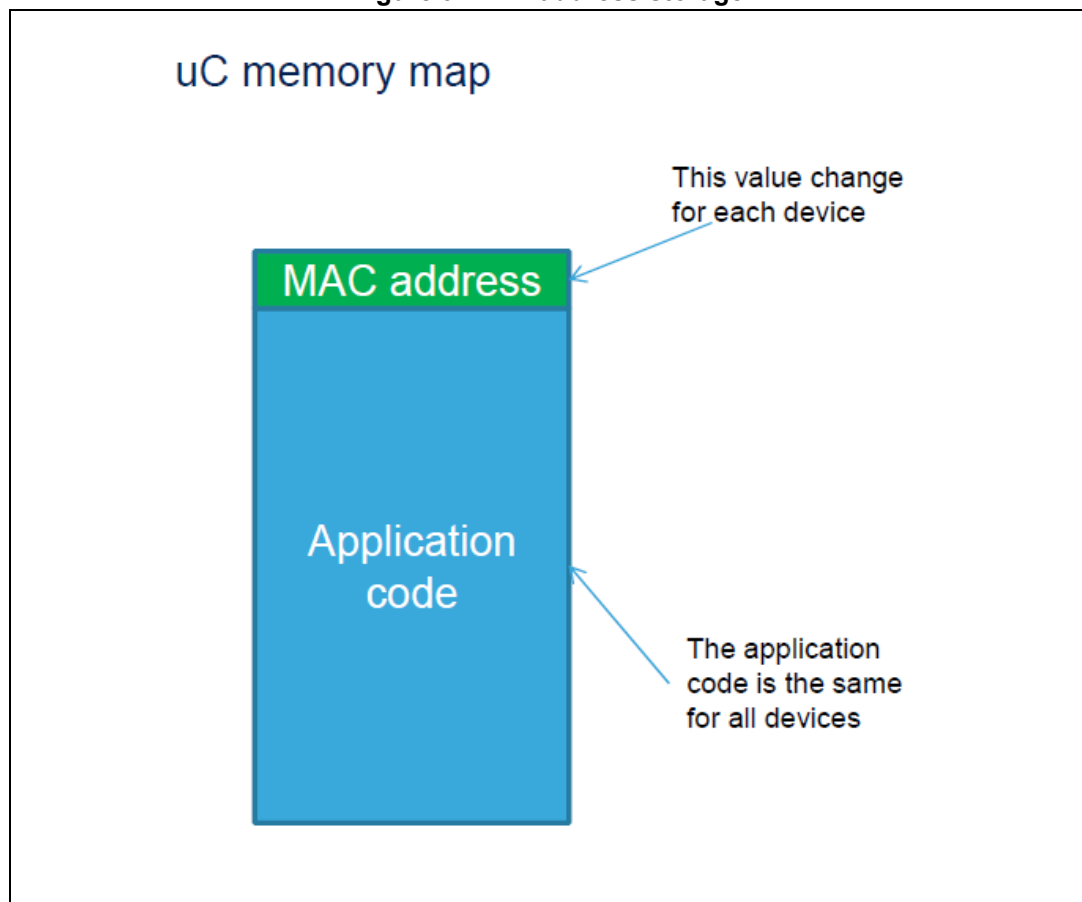 uC memory map
This value change
for each device
MAC address
Application
code
The application
code is the same
for all devices